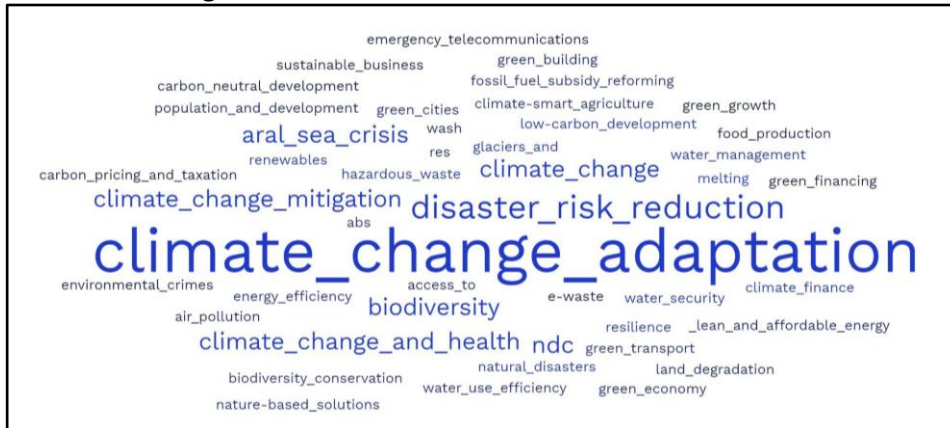 emergency_telecommunications
sustainable_business green_building
carbon_neutral_development fossil_fuel_subsidy_reforming
population_and_development green_cities climate-smart_agriculture green_growth
aral_sea_crisis wash low-carbon_development food_production
renewables res glaciers_and water_management
carbon_pricing_and_taxation hazardous_waste climate_change melting green_financing
climate_change_mitigation disaster_risk_reduction
abs
climate_change_adaptation
environmental_crimes energy_efficiency access_to e-waste water_security climate_finance
air_pollution biodiversity resilience _lean_and_affordable_energy
climate_change_and_health ndc green_transport
biodiversity_conservation natural_disasters land_degradation
nature-based_solutions water_use_efficiency green_economy